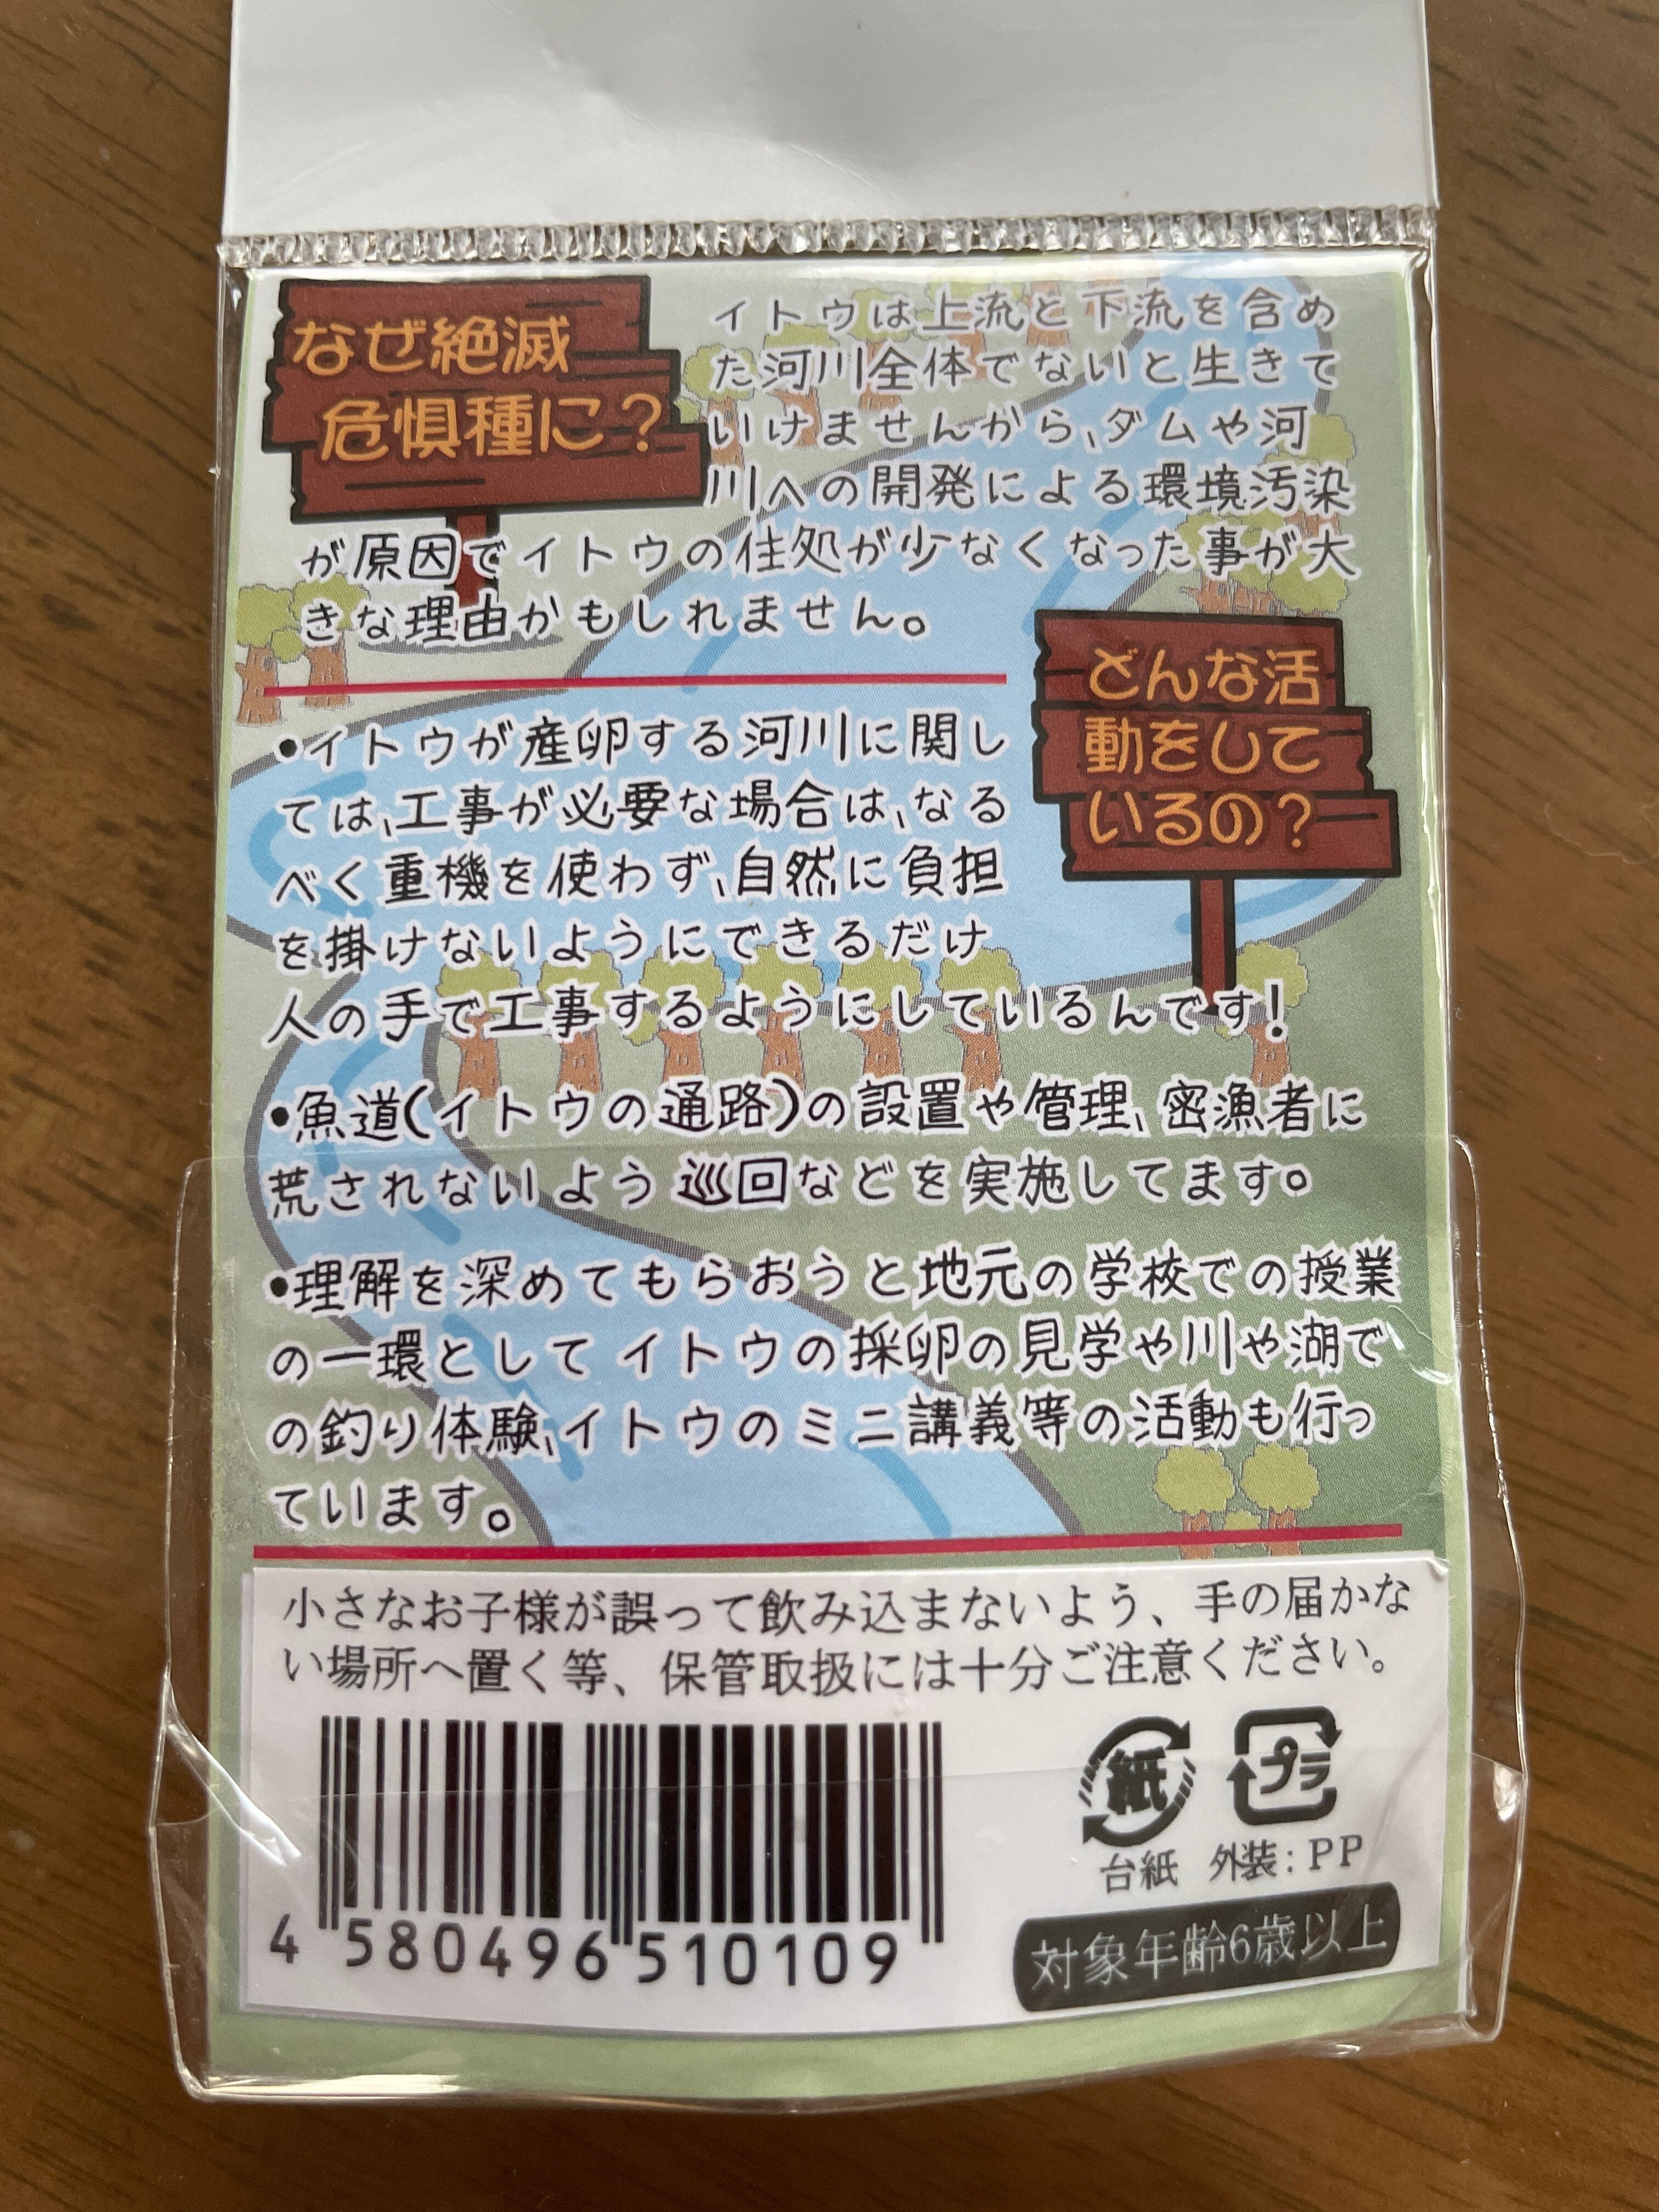 なぜ絶滅
危惧種に？
イトウは上流と下流を含め
た河川全体でないと生きて
いけませんから、ダムや河
川への開発による環境汚染
が原因でイトウの住処が少なくなった事が大
きな理由かもしれません。
どんな活
動をして
いるの？
•イトウが産卵する河川に関し
ては、工事が必要な場合は、なる
べく重機を使わず、自然に負担
を掛けないようにできるだけ
人の手で工事するようにしているんです！
•魚道(イトウの通路)の設置や管理、密漁者に
荒されないよう巡回などを実施してます。
•理解を深めてもらおうと地元の学校での授業
の一環としてイトウの採卵の見学や川や湖で
の釣り体験、イトウのミニ講義等の活動も行っ
ています。
小さなお子様が誤って飲み込まないよう、手の届かな
い場所へ置く等、保管取扱には十分ご注意ください。
紙 プラ
台紙 外装：PP
4 580496 510109
対象年齢6歳以上